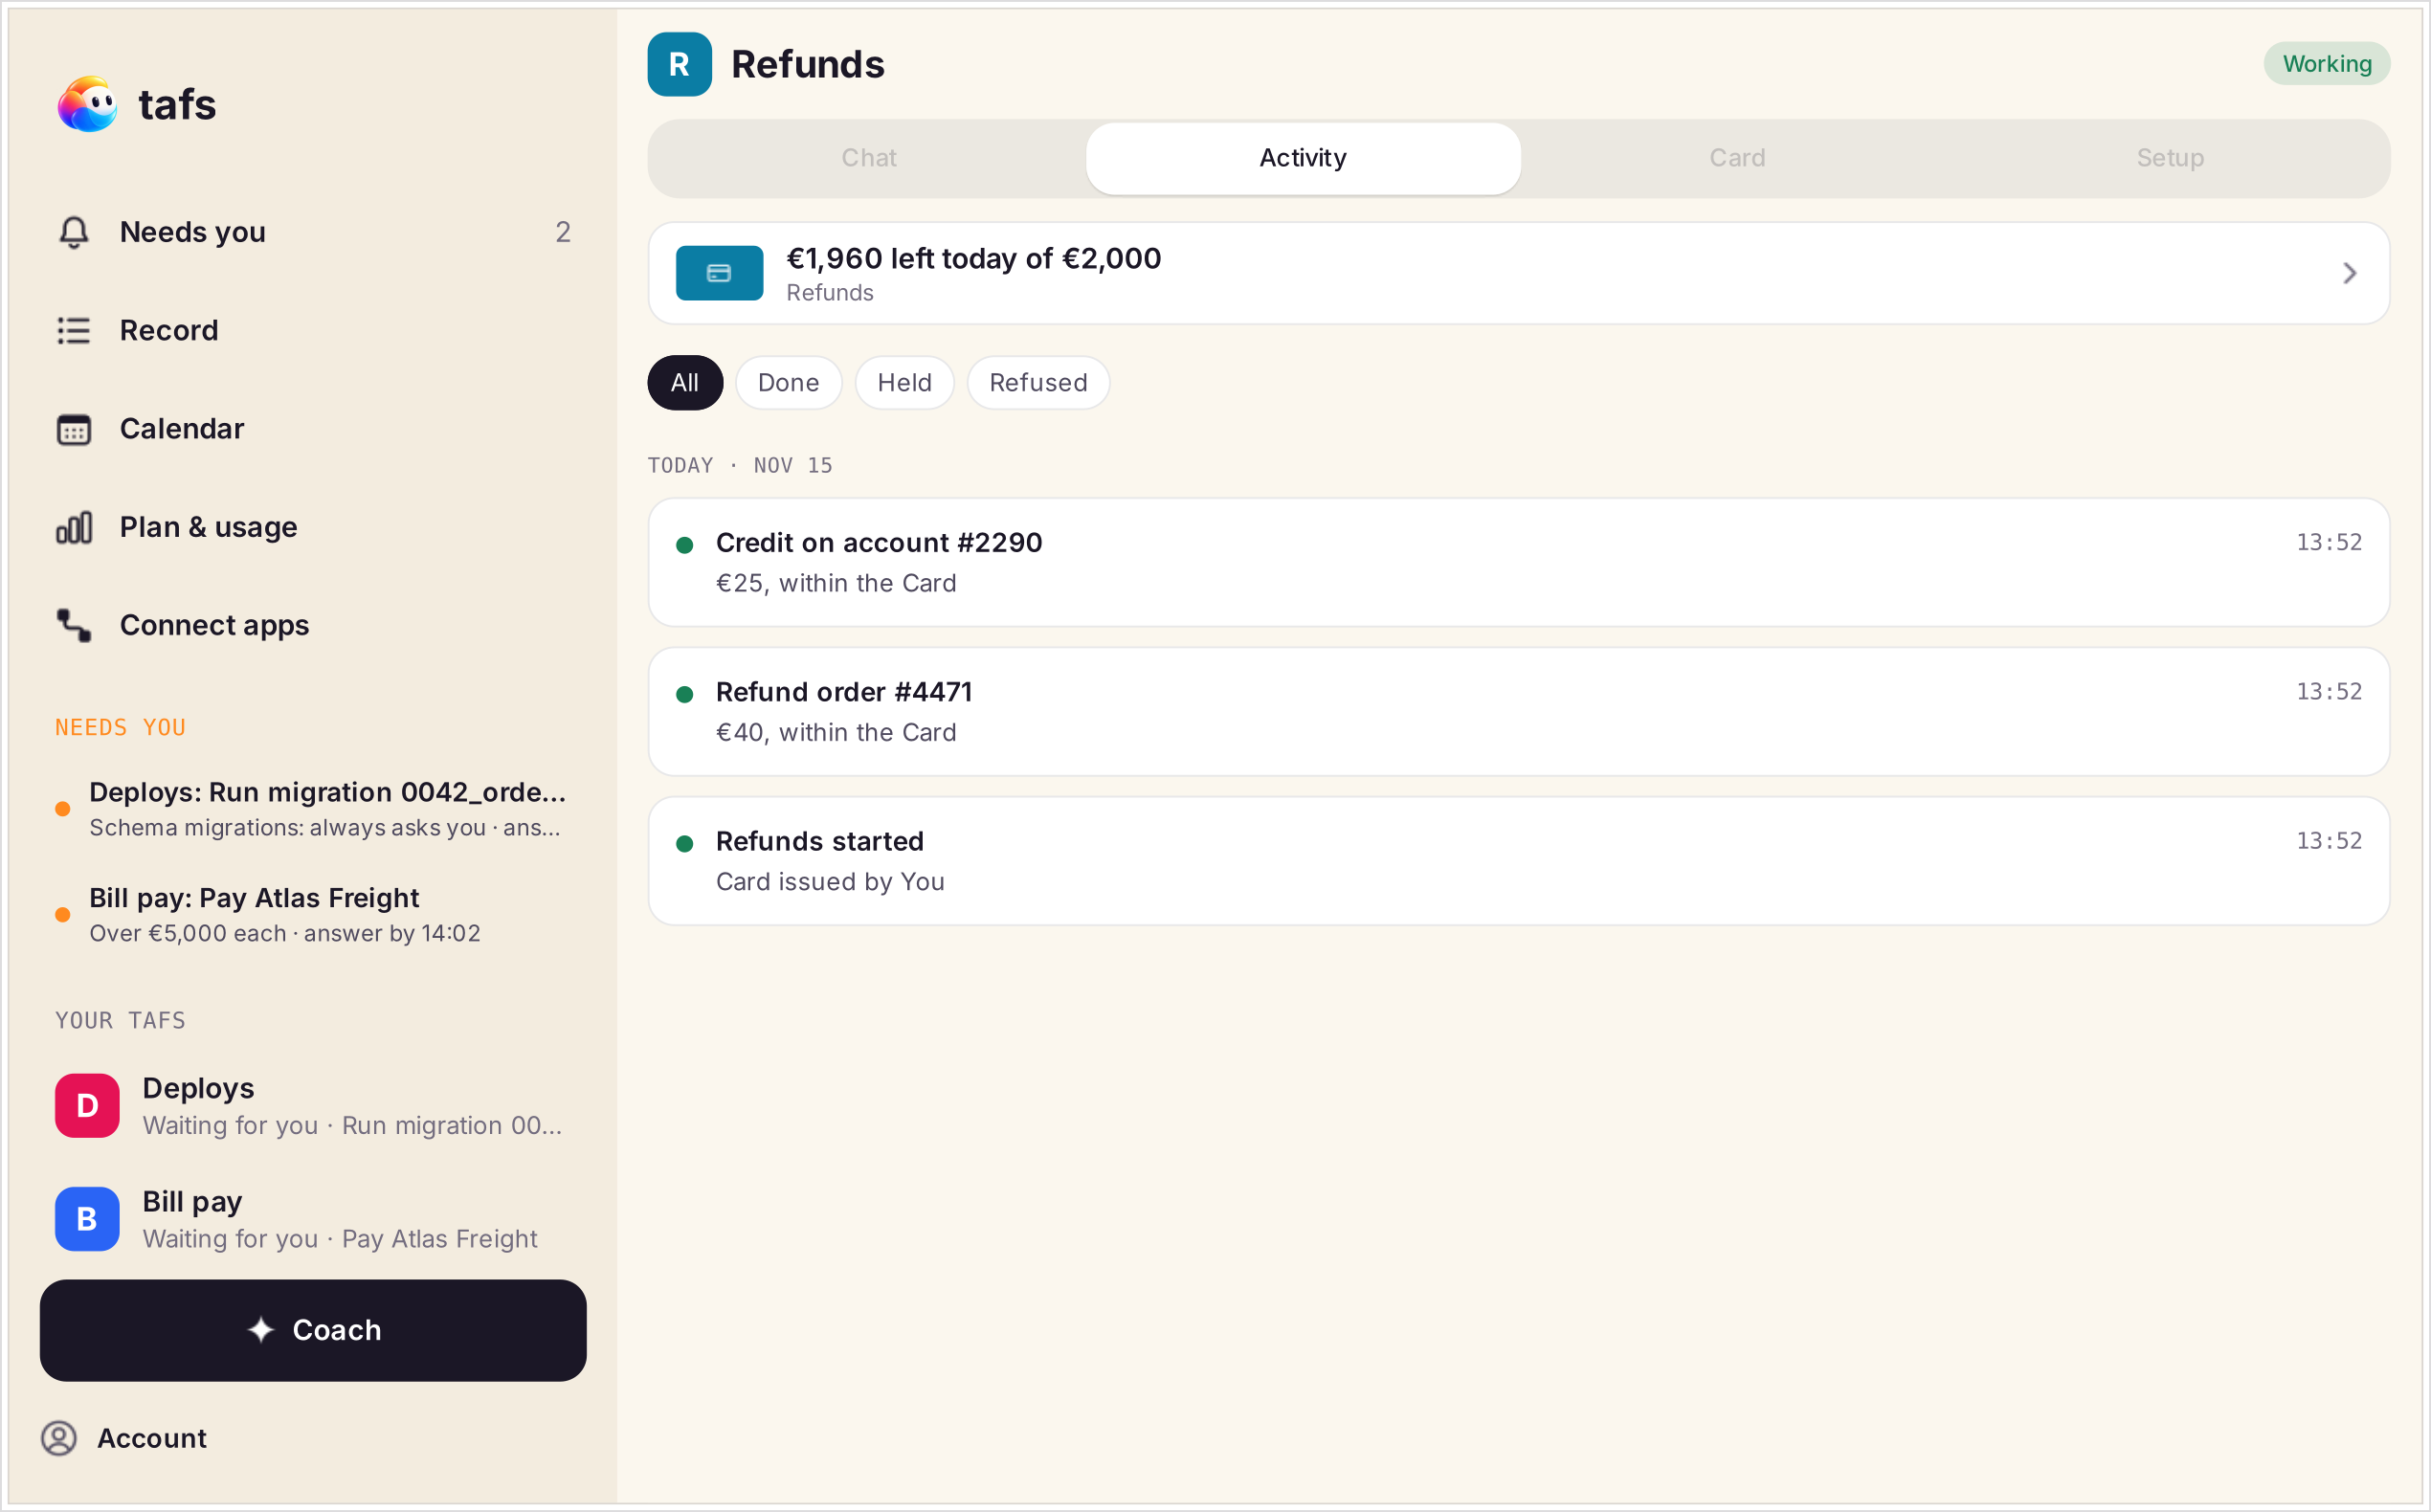 tafs
Needs you 2
Record
Calendar
Plan & usage
Connect apps
NEEDS YOU
Deploys: Run migration 0042_orde...
Schema migrations: always asks you · ans...
Bill pay: Pay Atlas Freight
Over €5,000 each · answer by 14:02
YOUR TAFS
D Deploys
Waiting for you · Run migration 00...
B Bill pay
Waiting for you · Pay Atlas Freight
Coach
Account
R Refunds
Working
Chat Activity Card Setup
€1,960 left today of €2,000
Refunds
All Done Held Refused
TODAY · NOV 15
Credit on account #2290 13:52
€25, within the Card
Refund order #4471 13:52
€40, within the Card
Refunds started 13:52
Card issued by You